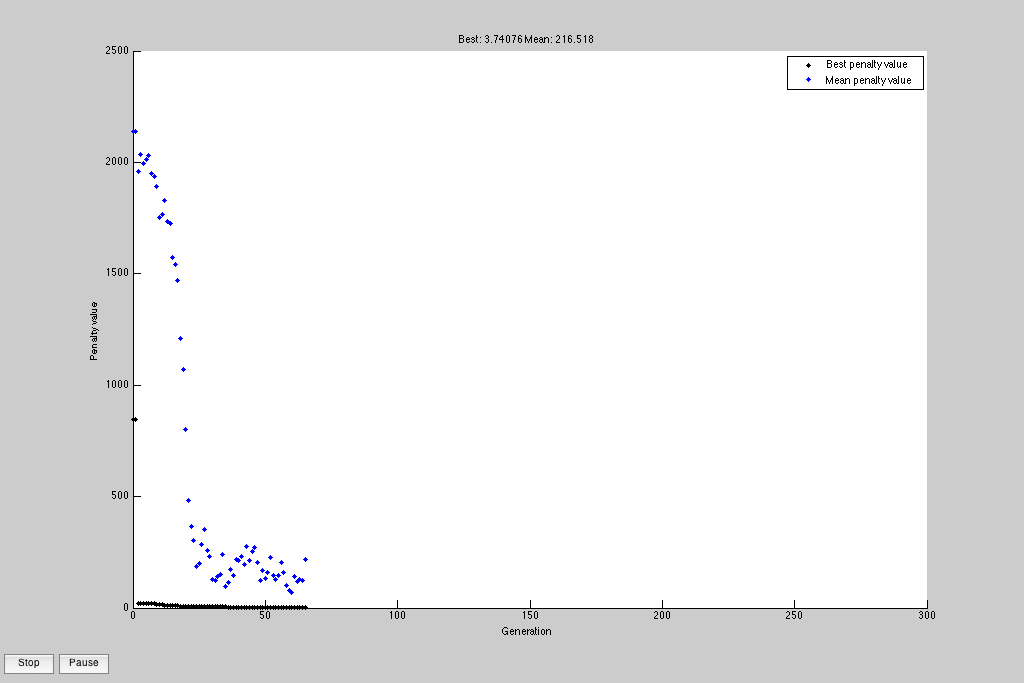 Best: 3.74076 Mean: 216.518
2500
2000
1500
1000
500
0
Penalty value
Best penalty value
Mean penalty value
0 50 100 150 200 250 300
Generation
Stop Pause